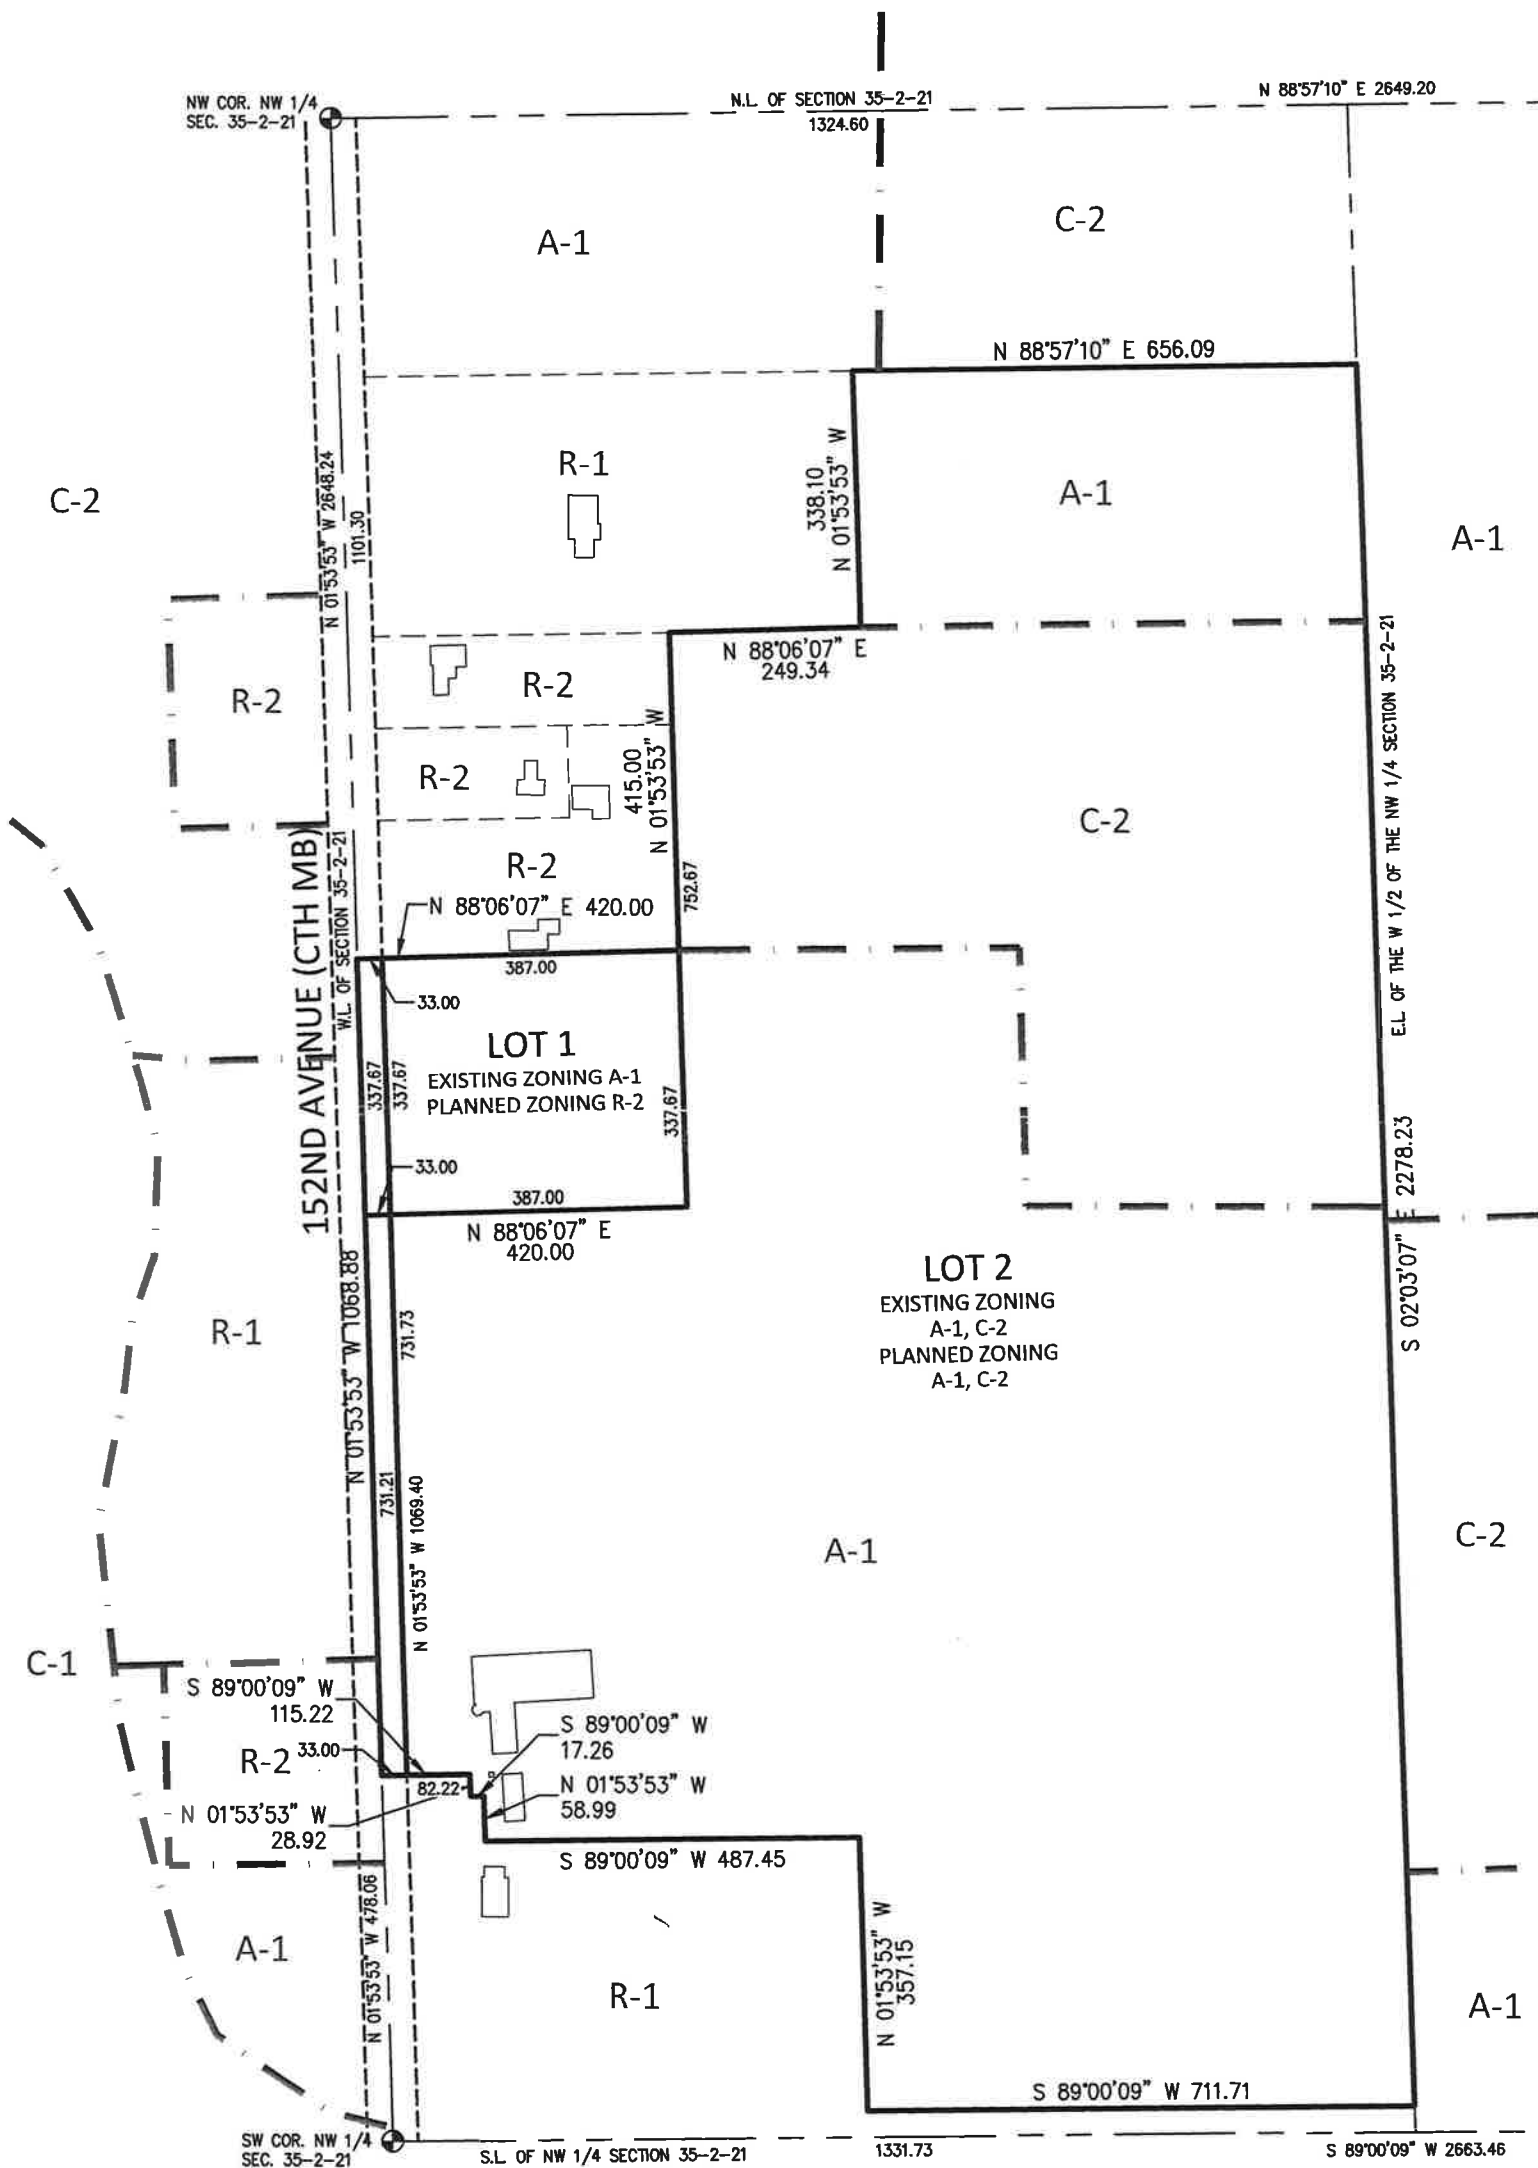 NW COR. NW 1/4
SEC. 35-2-21
N.L. OF SECTION 35-2-21
1324.60
N 88°57'10" E 2649.20
A-1
C-2
N 88°57'10" E 656.09
N 01°53'53" W 2648.24
1101.30
R-1
338.10
N 01°53'53" W
A-1
C-2
A-1
N 88°06'07" E
249.34
R-2
R-2
R-2
415.00
N 01°53'53" W
C-2
E.L. OF THE W 1/2 OF THE NW 1/4 SECTION 35-2-21
R-2
752.67
N 88°06'07" E 420.00
387.00
33.00
W.L. OF SECTION 35-2-21
152ND AVENUE (CTH MB)
LOT 1
EXISTING ZONING A-1
PLANNED ZONING R-2
337.67
337.67
337.67
33.00
387.00
N 88°06'07" E
420.00
S 02°03'07" E 2278.23
LOT 2
EXISTING ZONING
A-1, C-2
PLANNED ZONING
A-1, C-2
R-1
N 01°53'53" W 1068.88
731.73
731.21
N 01°53'53" W 1069.40
A-1
C-2
C-1
S 89°00'09" W
115.22
S 89°00'09" W
17.26
R-2
33.00
82.22
N 01°53'53" W
58.99
N 01°53'53" W
28.92
S 89°00'09" W 487.45
N 01°53'53" W 478.06
A-1
R-1
N 01°53'53" W
357.15
A-1
S 89°00'09" W 711.71
SW COR. NW 1/4
SEC. 35-2-21
S.L. OF NW 1/4 SECTION 35-2-21
1331.73
S 89°00'09" W 2663.46